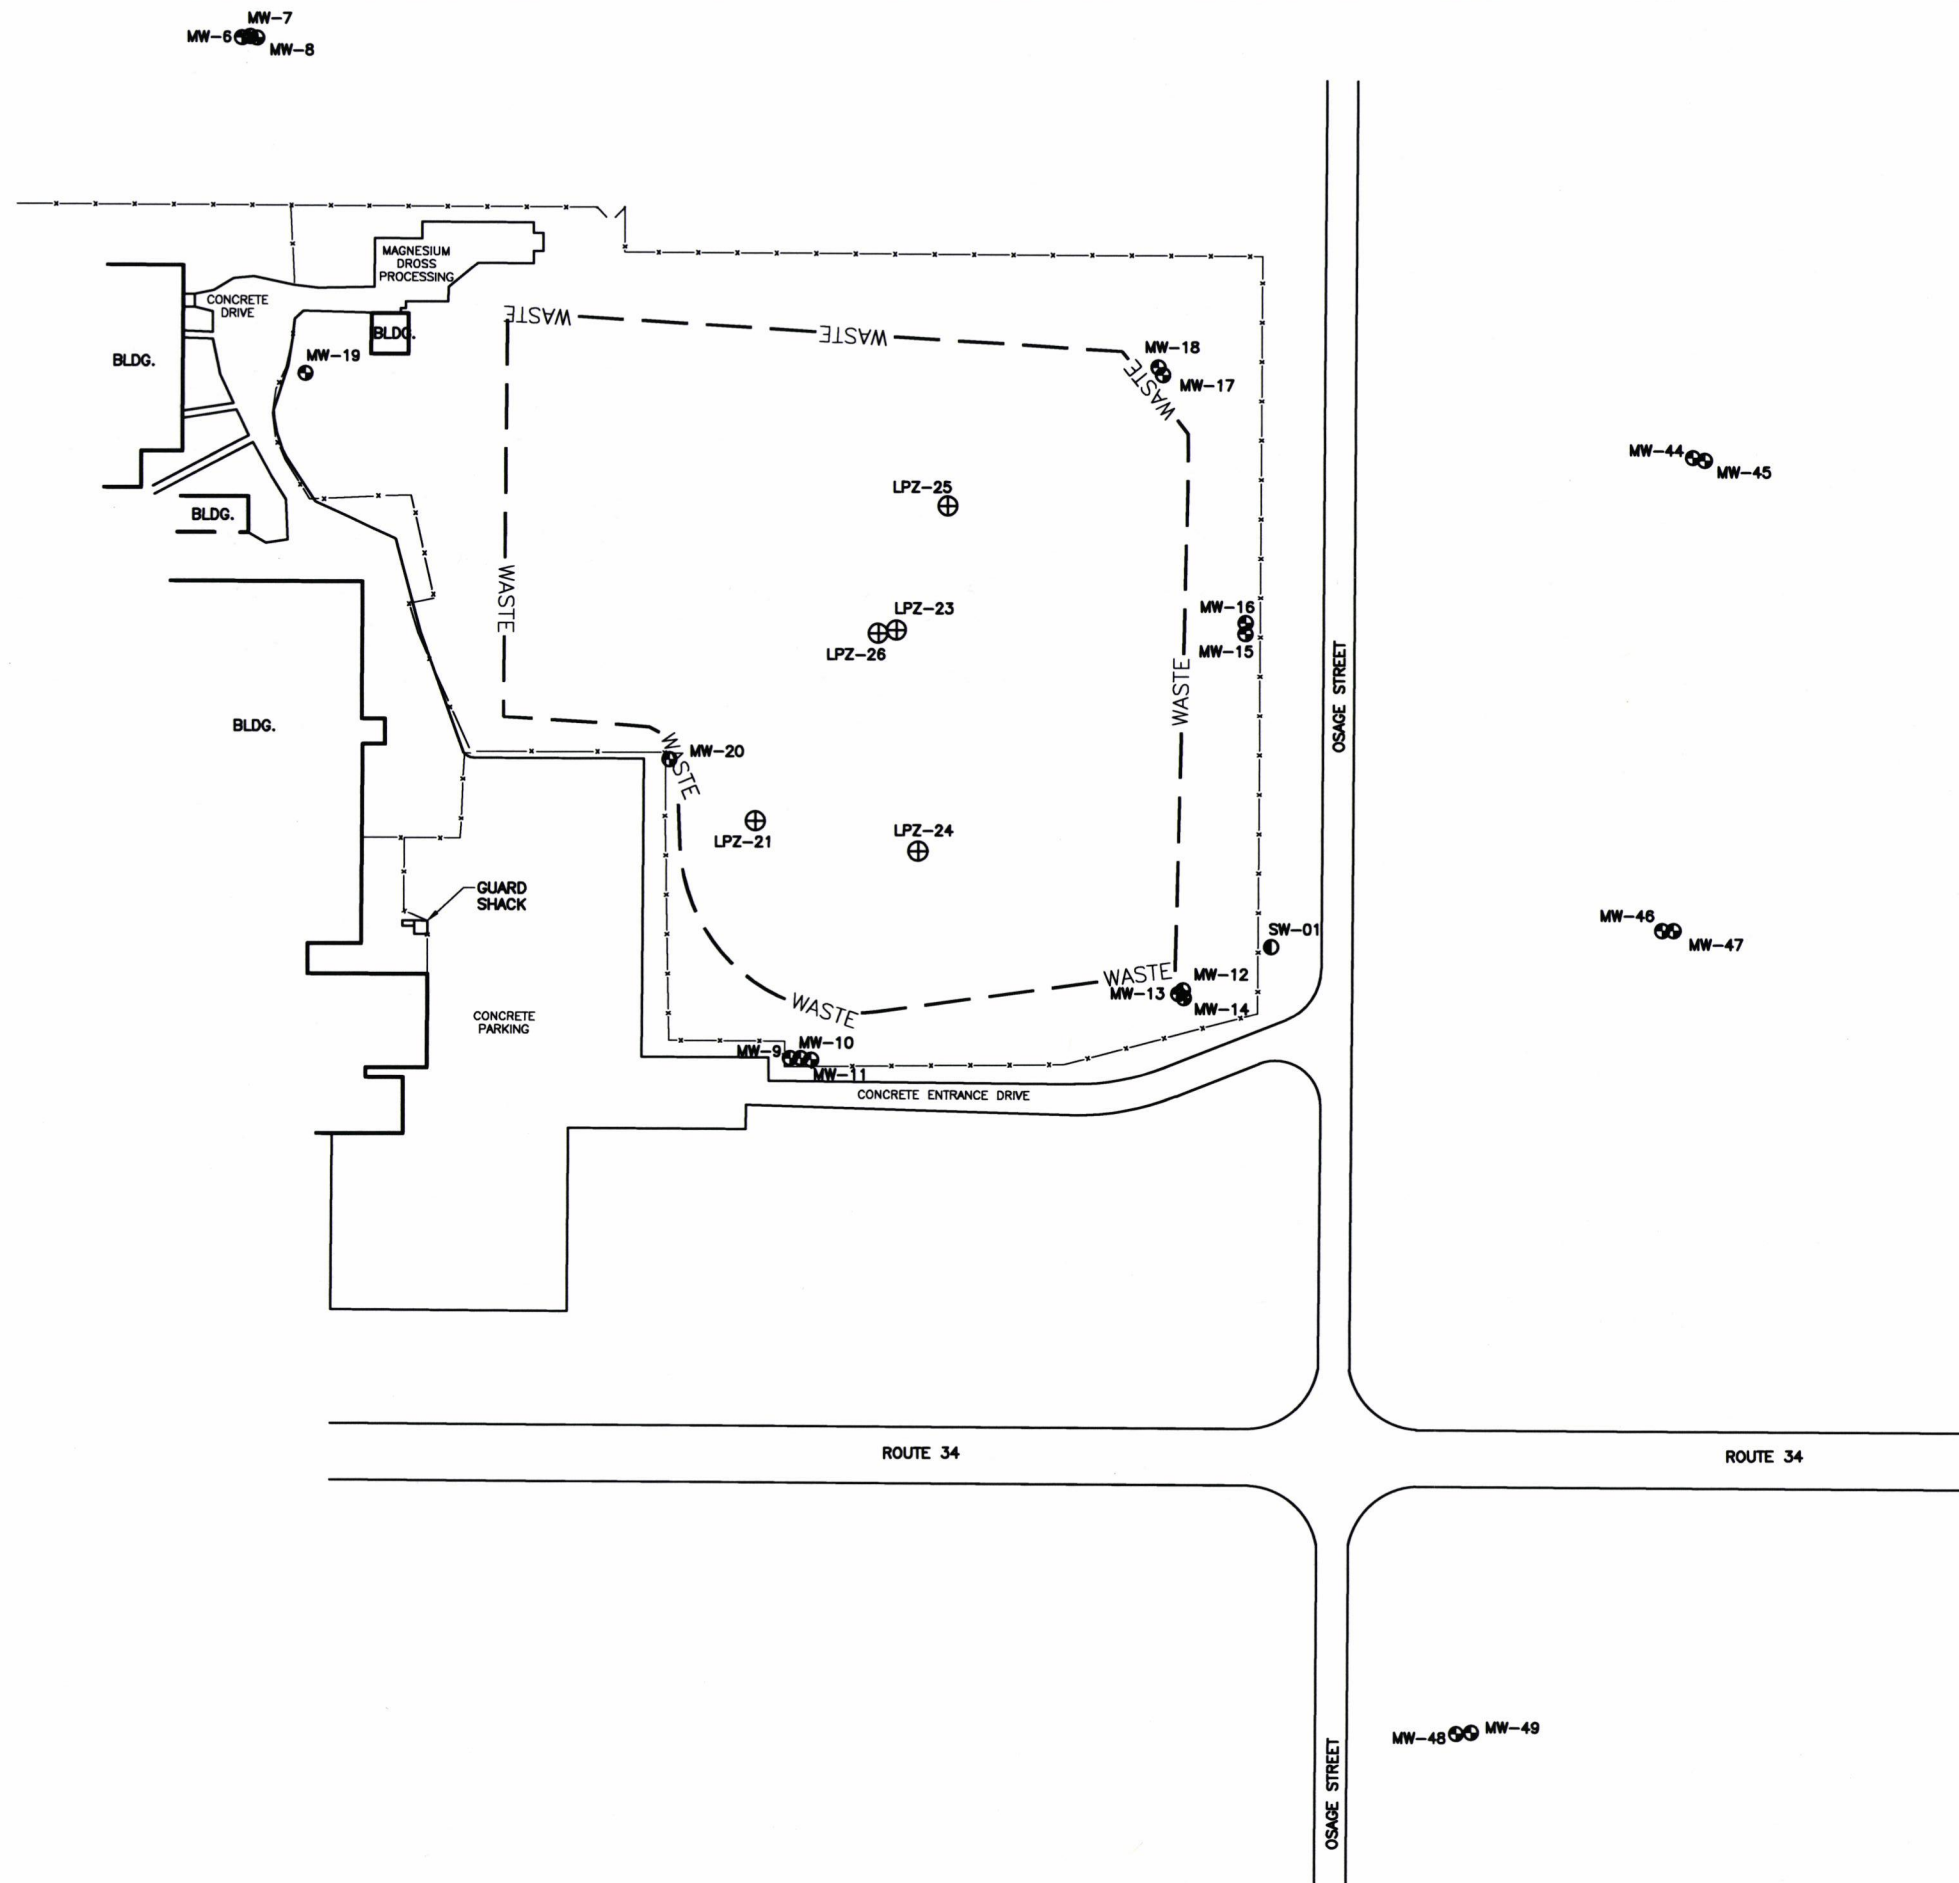 MW-7
MW-6
MW-8
MAGNESIUM
DROSS
PROCESSING
CONCRETE
DRIVE
BLDG.
BLDG.
MW-19
WASTE
WASTE
WASTE
MW-18
MW-17
MW-44
MW-45
LPZ-25
BLDG.
WASTE
LPZ-23
LPZ-26
MW-16
MW-15
WASTE
OSAGE STREET
BLDG.
WASTE
MW-20
LPZ-21
LPZ-24
GUARD
SHACK
MW-46
MW-47
SW-01
WASTE
MW-12
MW-13
MW-14
WASTE
CONCRETE
PARKING
MW-9
MW-10
MW-11
CONCRETE ENTRANCE DRIVE
ROUTE 34
ROUTE 34
MW-48
MW-49
OSAGE STREET